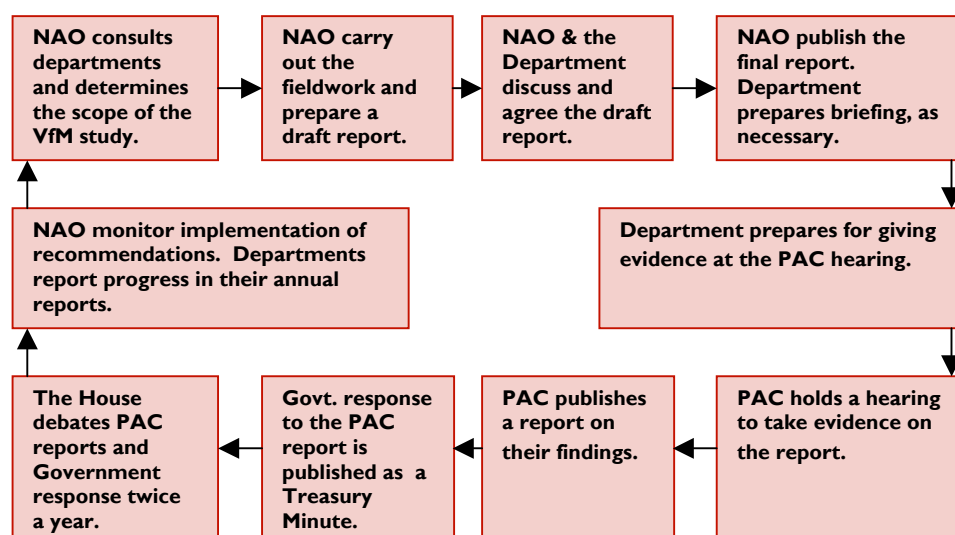 NAO consults
departments
and determines
the scope of the
VfM study.
NAO carry
out the
fieldwork and
prepare a
draft report.
NAO & the
Department
discuss and
agree the draft
report.
NAO publish the
final report.
Department
prepares briefing, as
necessary.
Department prepares for giving
evidence at the PAC hearing.
PAC holds a hearing
to take evidence on
the report.
PAC publishes
a report on
their findings.
Govt. response
to the PAC
report is
published as a
Treasury
Minute.
The House
debates PAC
reports and
Government
response twice
a year.
NAO monitor implementation of
recommendations. Departments
report progress in their annual
reports.